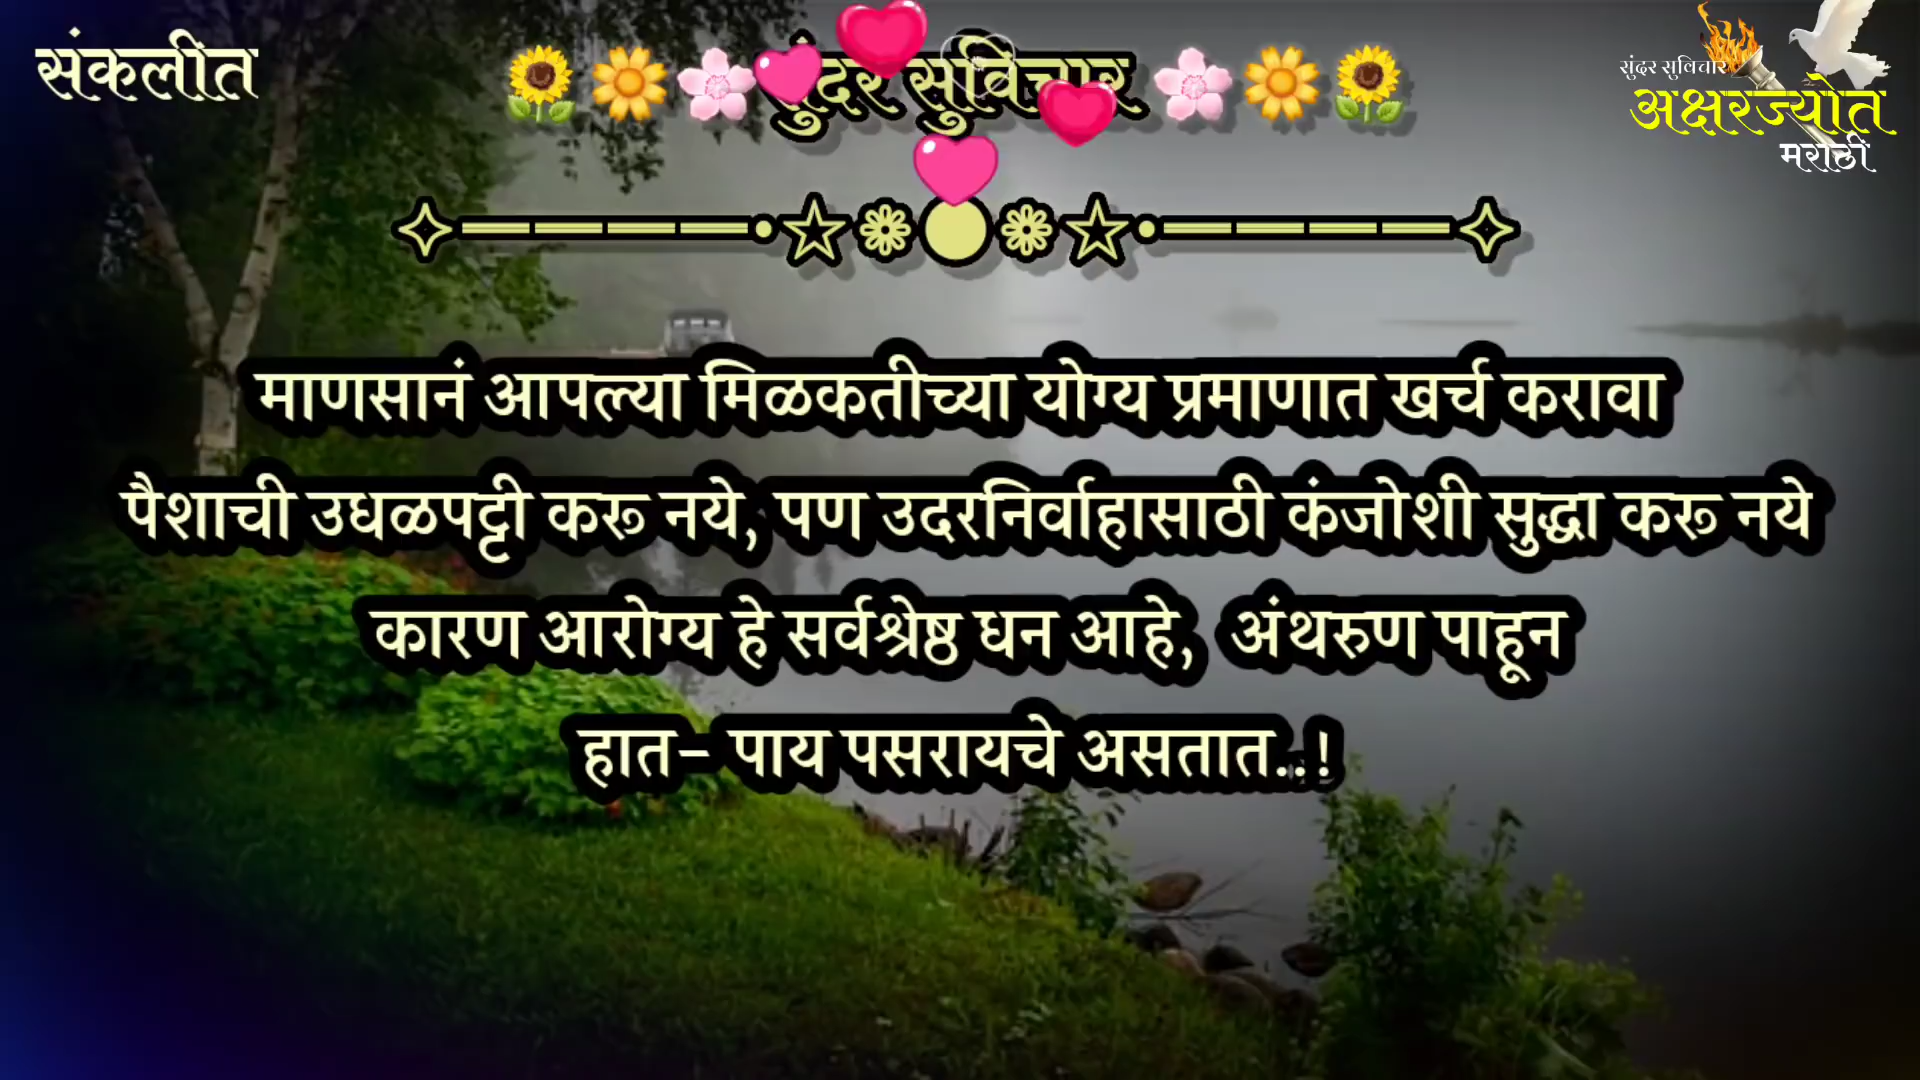 संकलीत
🌻🌼🌸सुंदर सुविचार🌸🌼🌻
सुंदर सुविचार
अक्षरज्योत
मराठी
माणसानं आपल्या मिळकतीच्या योग्य प्रमाणात खर्च करावा
पैशाची उधळपट्टी करू नये, पण उदरनिर्वाहासाठी कंजोशी सुद्धा करू नये
कारण आरोग्य हे सर्वश्रेष्ठ धन आहे, अंथरुण पाहून
हात- पाय पसरायचे असतात..!